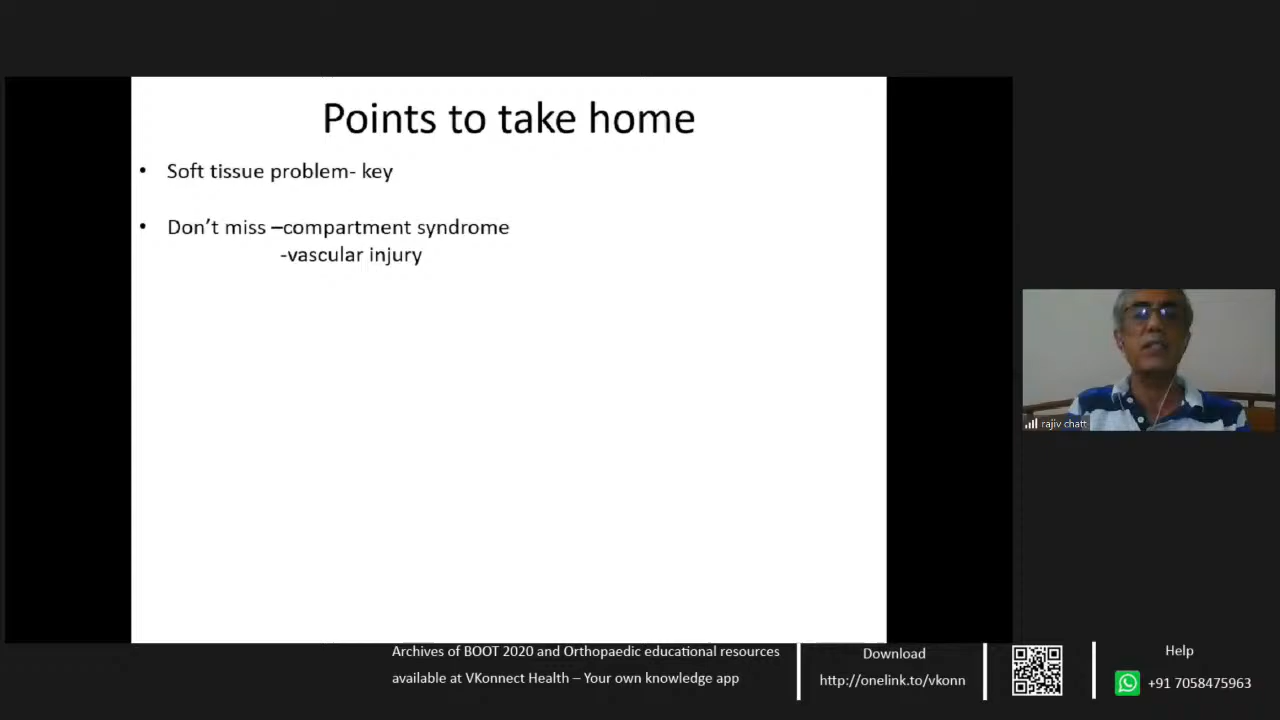 Points to take home
• Soft tissue problem- key
• Don’t miss –compartment syndrome
-vascular injury
rajiv chatt
Archives of BOOT 2020 and Orthopaedic educational resources
available at VKonnect Health – Your own knowledge app
Download
http://onelink.to/vkonn
Help
+91 7058475963